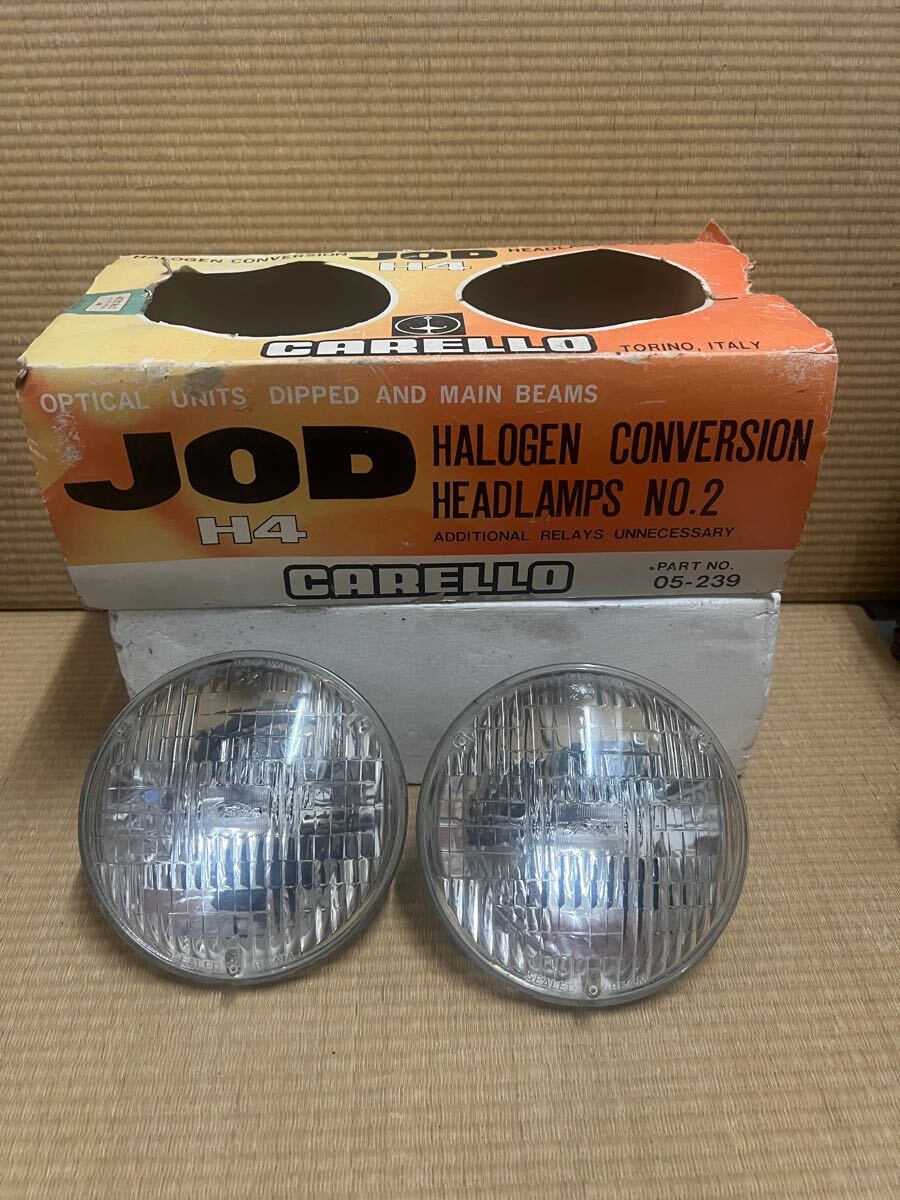 HALOGEN CONVERSION JOD HEADLAMPS
H4
CARELLO TORINO, ITALY
OPTICAL UNITS DIPPED AND MAIN BEAMS
JOD HALOGEN CONVERSION
H4 HEADLAMPS NO.2
ADDITIONAL RELAYS UNNECESSARY
CARELLO PART NO.
05-239
SEALED BEAM
SEALED BEAM